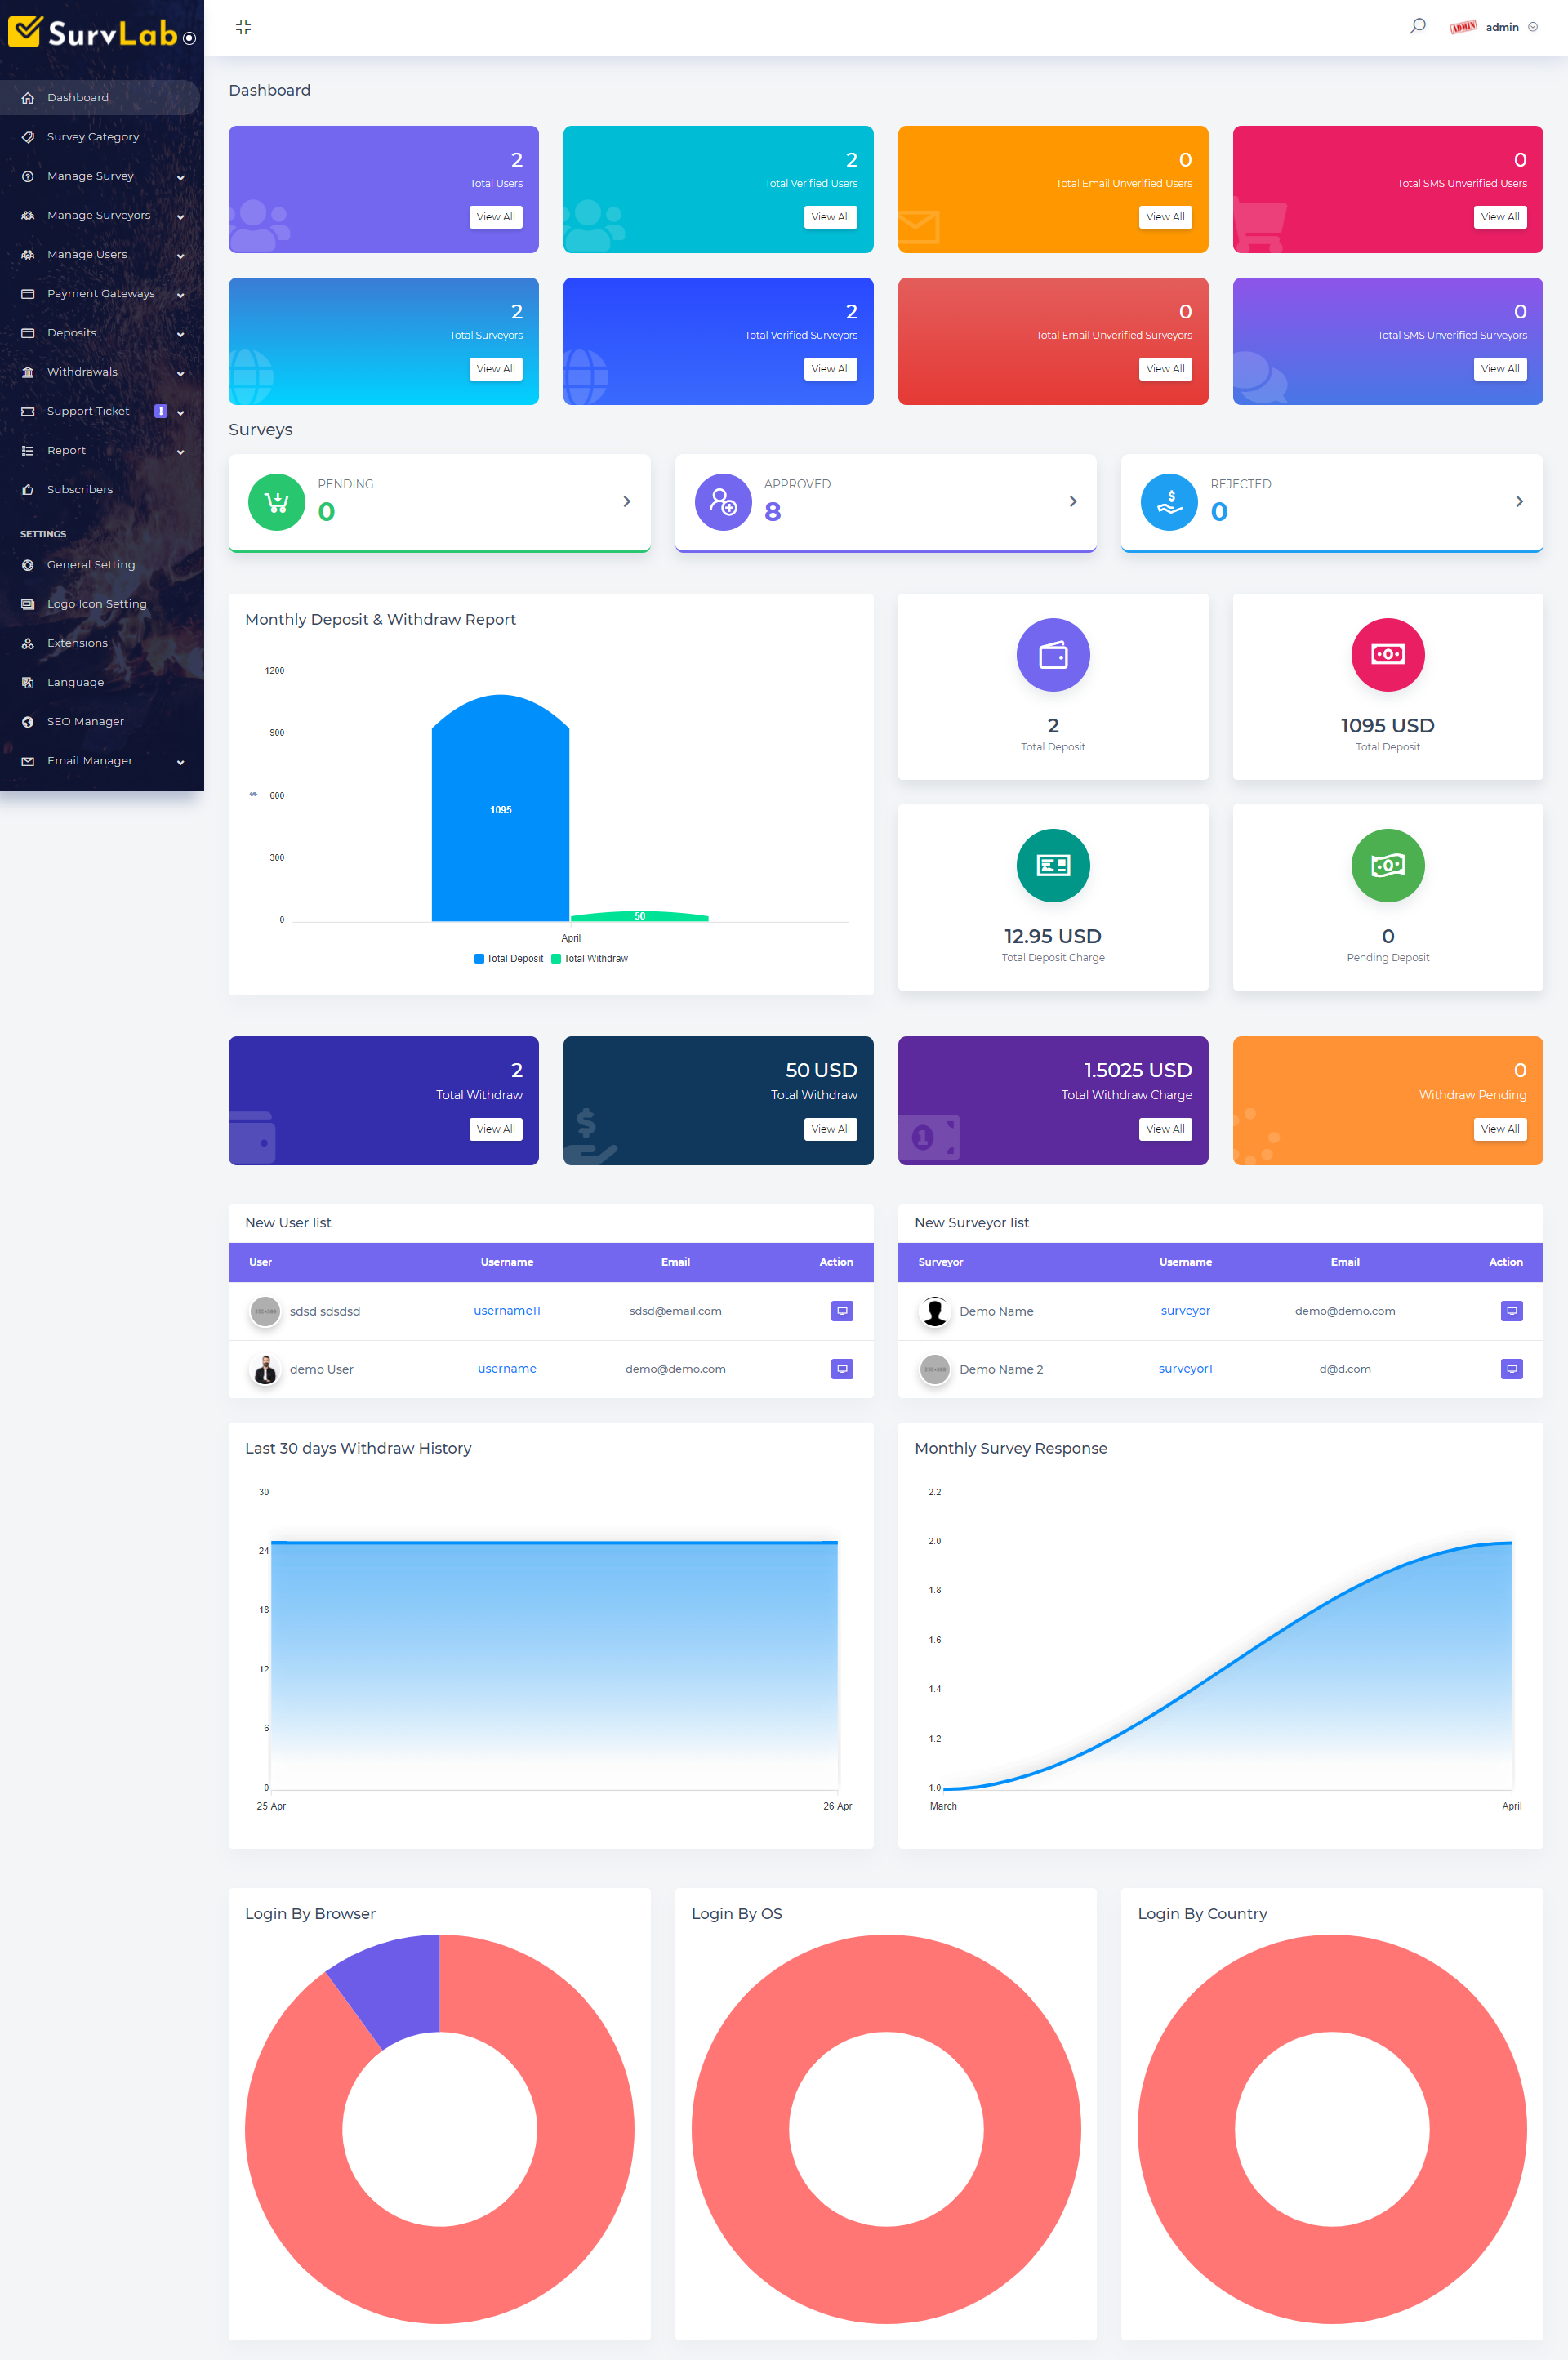 SurvLab
admin
Dashboard
Survey Category
Manage Survey
Manage Surveyors
Manage Users
Payment Gateways
Deposits
Withdrawals
Support Ticket
!
Report
Subscribers
SETTINGS
General Setting
Logo Icon Setting
Extensions
Language
SEO Manager
Email Manager
ADMIN
Dashboard
2
Total Users
View All
2
Total Verified Users
View All
0
Total Email Unverified Users
View All
0
Total SMS Unverified Users
View All
2
Total Surveyors
View All
2
Total Verified Surveyors
View All
0
Total Email Unverified Surveyors
View All
0
Total SMS Unverified Surveyors
View All
Surveys
PENDING
0
APPROVED
8
REJECTED
0
Monthly Deposit & Withdraw Report
1200
900
600
300
0
$
1095
50
April
Total Deposit Total Withdraw
2
Total Deposit
1095 USD
Total Deposit
12.95 USD
Total Deposit Charge
0
Pending Deposit
2
Total Withdraw
View All
50 USD
Total Withdraw
View All
1.5025 USD
Total Withdraw Charge
View All
0
Withdraw Pending
View All
New User list
User Username Email Action
sdsd sdsdsd username11 sdsd@email.com
demo User username demo@demo.com
New Surveyor list
Surveyor Username Email Action
Demo Name surveyor demo@demo.com
Demo Name 2 surveyor1 d@d.com
Last 30 days Withdraw History
30
24
18
12
6
0
25 Apr 26 Apr
Monthly Survey Response
2.2
2.0
1.8
1.6
1.4
1.2
1.0
March April
Login By Browser
Login By OS
Login By Country